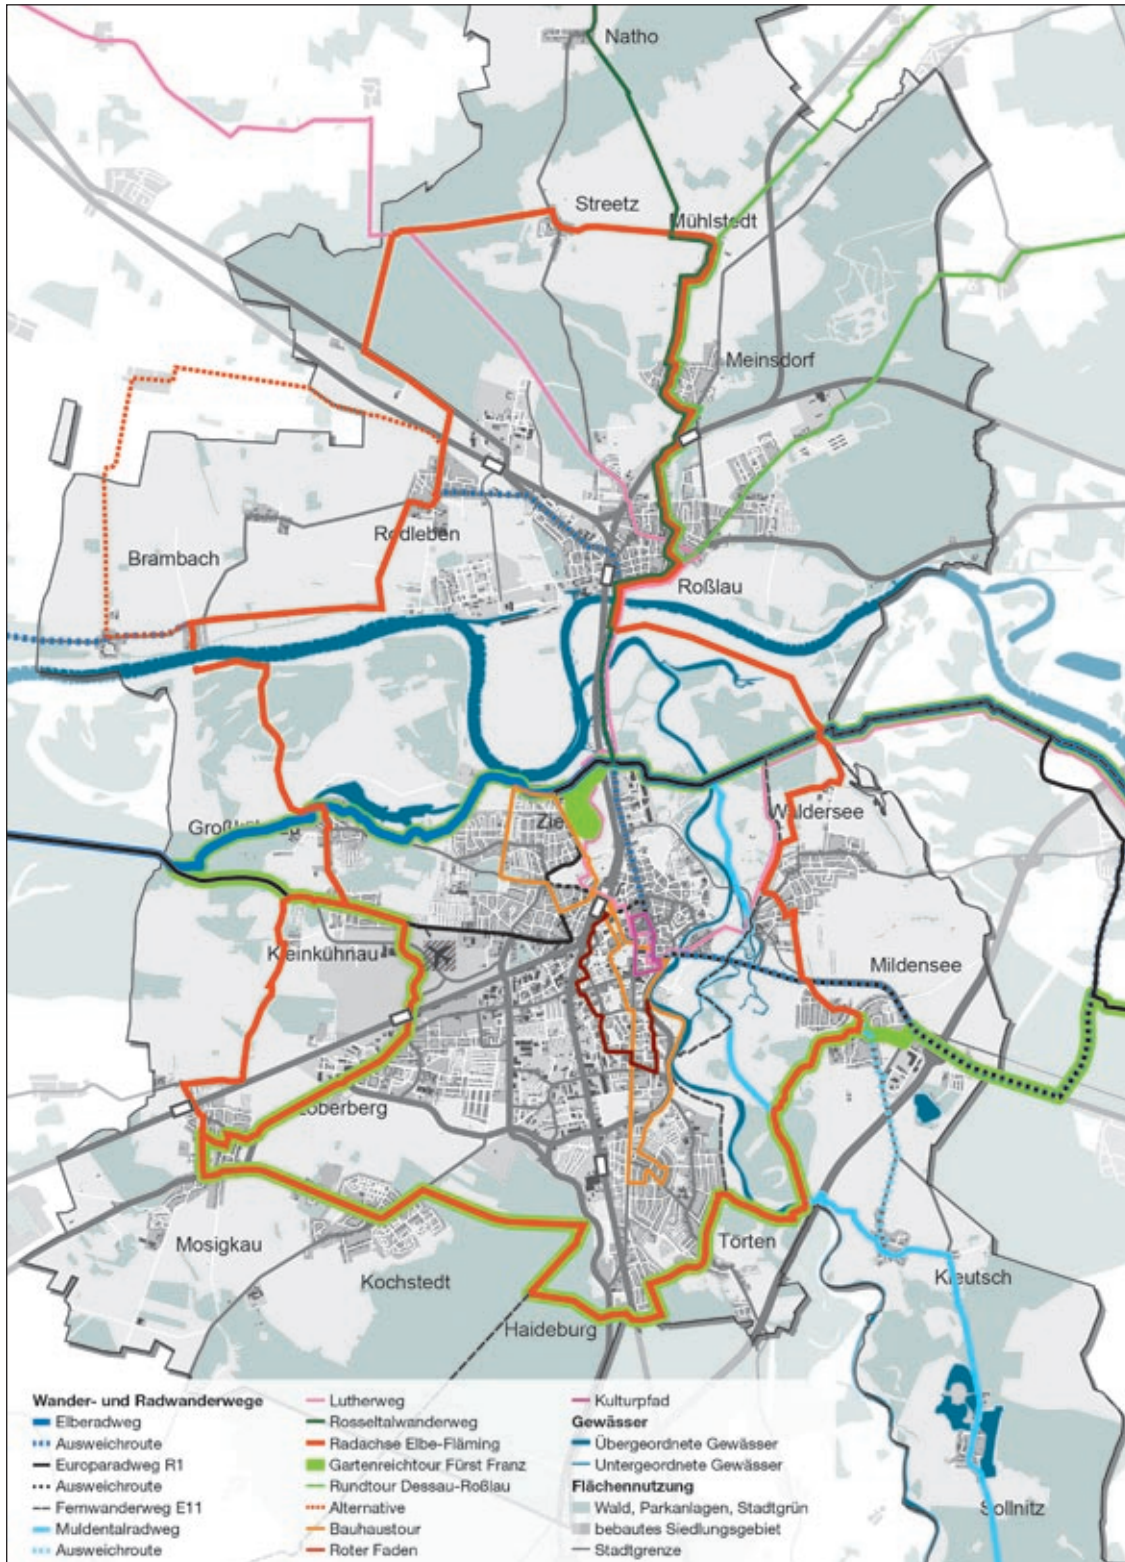 Natho
Streetz
Mühlstedt
Meinsdorf
Rodleben
Brambach
Roßlau
Waldersee
Kleinkühnau
Mildensee
Mosigkau
Törten
Kochstedt
Kleutsch
Haideburg
Sollnitz
Wander- und Radwanderwege
Elberadweg
Ausweichroute
Europaradweg R1
Ausweichroute
Fernwanderweg E11
Muldentalradweg
Ausweichroute
Lutherweg
Rosseltalwanderweg
Radachse Elbe-Fläming
Gartenreichtour Fürst Franz
Rundtour Dessau-Roßlau
Alternative
Bauhaustour
Roter Faden
Kulturpfad
Gewässer
Übergeordnete Gewässer
Untergeordnete Gewässer
Flächennutzung
Wald, Parkanlagen, Stadtgrün
bebautes Siedlungsgebiet
Stadtgrenze